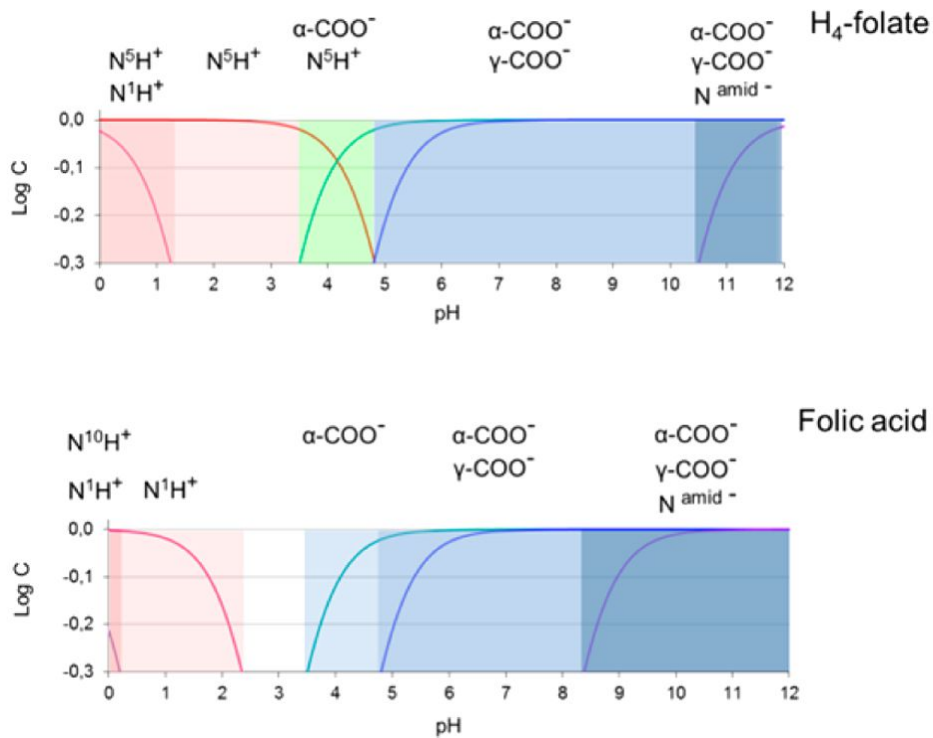 H₄-folate
α-COO⁻ α-COO⁻ α-COO⁻
N⁵H⁺ N⁵H⁺ N⁵H⁺ γ-COO⁻ γ-COO⁻
N¹H⁺ N ᵃᵐⁱᵈ ⁻
0,0
-0,1
-0,2
-0,3
Log C
0 1 2 3 4 5 6 7 8 9 10 11 12
pH
Folic acid
N¹⁰H⁺ α-COO⁻ α-COO⁻ α-COO⁻
γ-COO⁻ γ-COO⁻
N¹H⁺ N¹H⁺ N ᵃᵐⁱᵈ ⁻
0,0
-0,1
-0,2
-0,3
Log C
0 1 2 3 4 5 6 7 8 9 10 11 12
pH